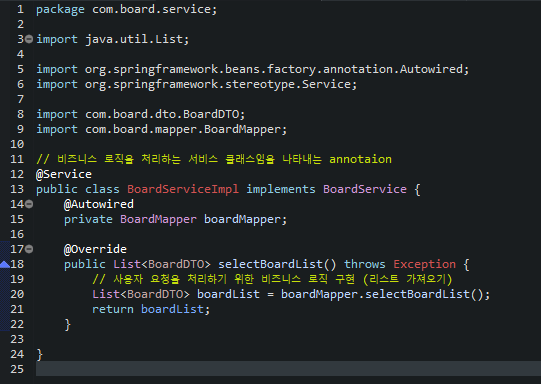 1 package com.board.service;
2
3 import java.util.List;
4
5 import org.springframework.beans.factory.annotation.Autowired;
6 import org.springframework.stereotype.Service;
7
8 import com.board.dto.BoardDTO;
9 import com.board.mapper.BoardMapper;
10
11 // 비즈니스 로직을 처리하는 서비스 클래스임을 나타내는 annotaion
12 @Service
13 public class BoardServiceImpl implements BoardService {
14 @Autowired
15 private BoardMapper boardMapper;
16
17 @Override
18 public List<BoardDTO> selectBoardList() throws Exception {
19 // 사용자 요청을 처리하기 위한 비즈니스 로직 구현 (리스트 가져오기)
20 List<BoardDTO> boardList = boardMapper.selectBoardList();
21 return boardList;
22 }
23
24 }
25